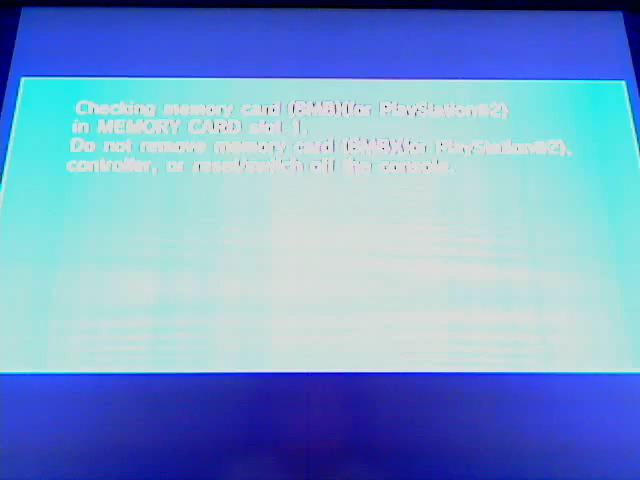 Checking memory card (8MB)(for PlayStation®2)
in MEMORY CARD slot 1.
Do not remove memory card (8MB)(for PlayStation®2),
controller, or reset/switch off the console.